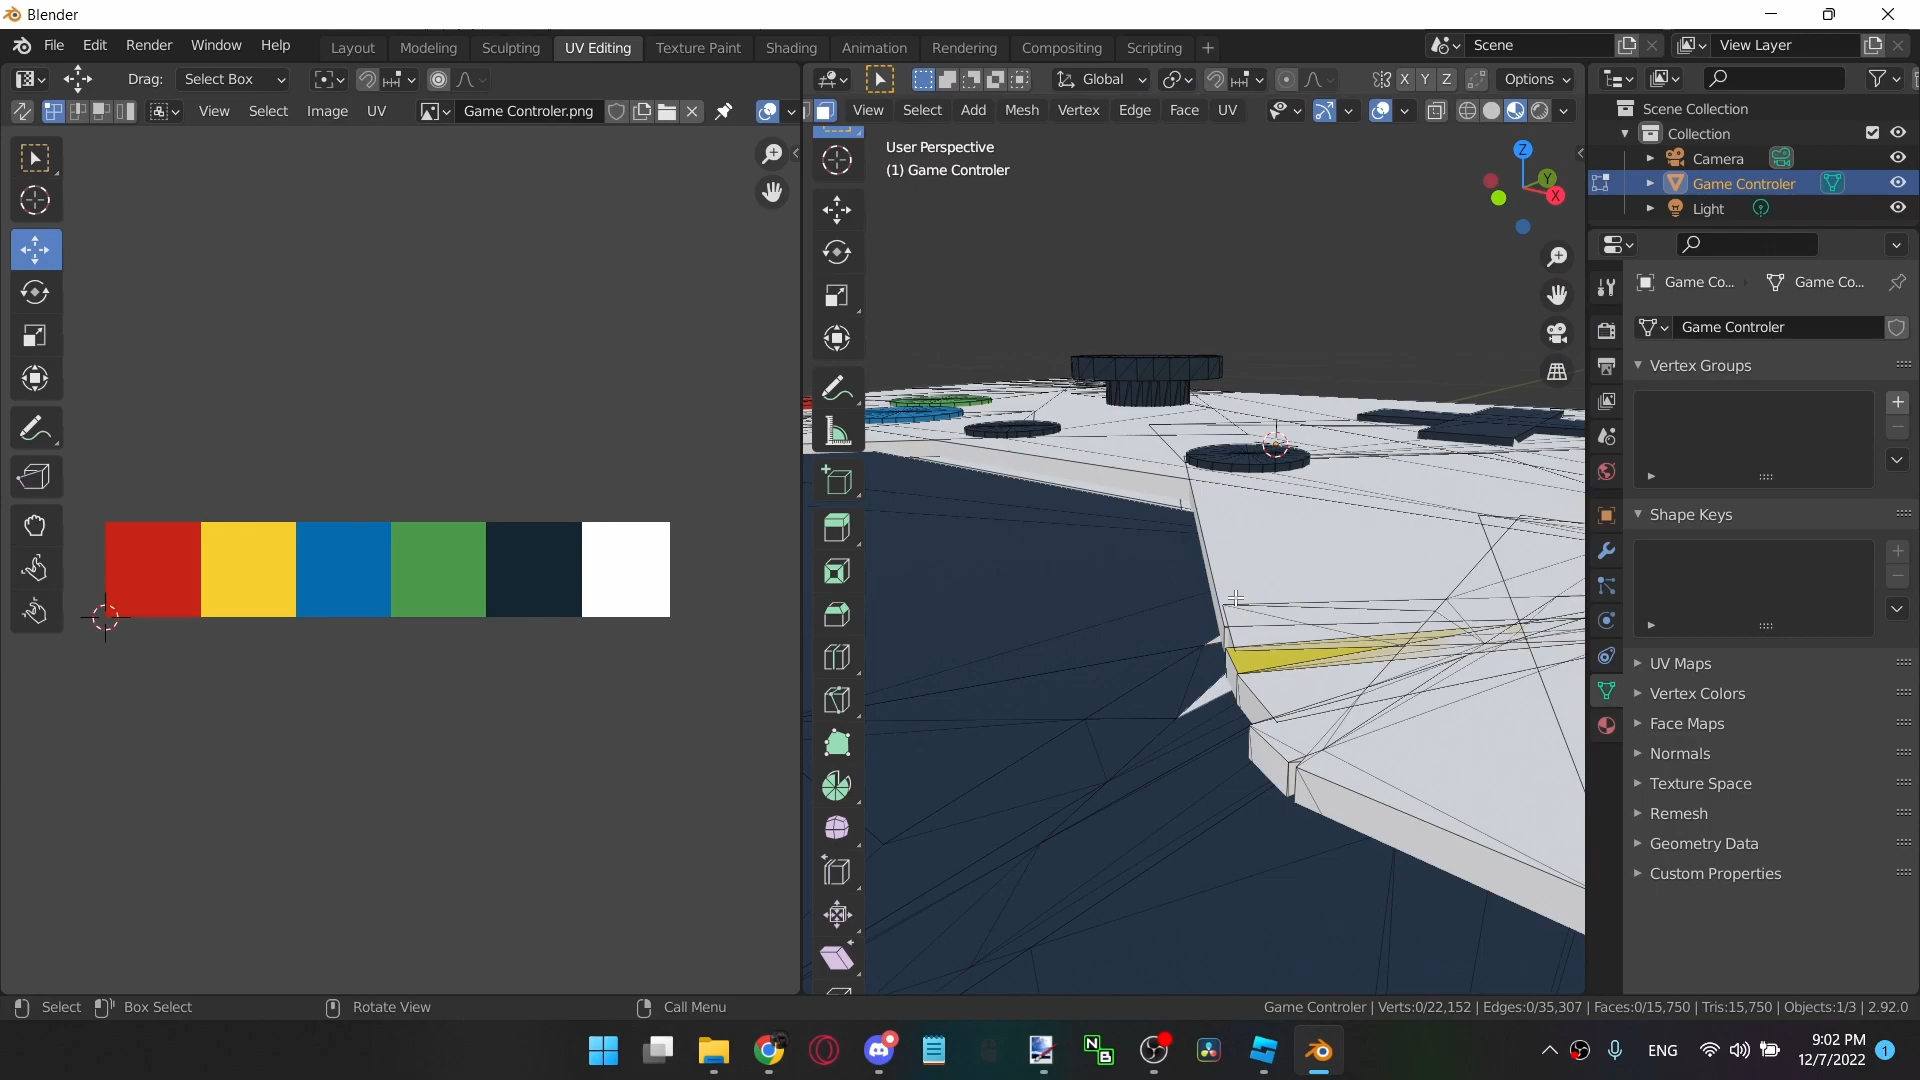 Blender
File Edit Render Window Help Layout Modeling Sculpting UV Editing Texture Paint Shading Animation Rendering Compositing Scripting + Scene View Layer
Drag: Select Box Global X Y Z Options
View Select Image UV Game Controler.png View Select Add Mesh Vertex Edge Face UV
Scene Collection
Collection
Camera
Game Controler
Light
User Perspective
(1) Game Controler
Z
Y
X
Game Co... Game Co...
Game Controler
Vertex Groups
Shape Keys
UV Maps
Vertex Colors
Face Maps
Normals
Texture Space
Remesh
Geometry Data
Custom Properties
Select Box Select Rotate View Call Menu Game Controler | Verts:0/22,152 | Edges:0/35,307 | Faces:0/15,750 | Tris:15,750 | Objects:1/3 | 2.92.0
N B
ENG 9:02 PM
12/7/2022 1